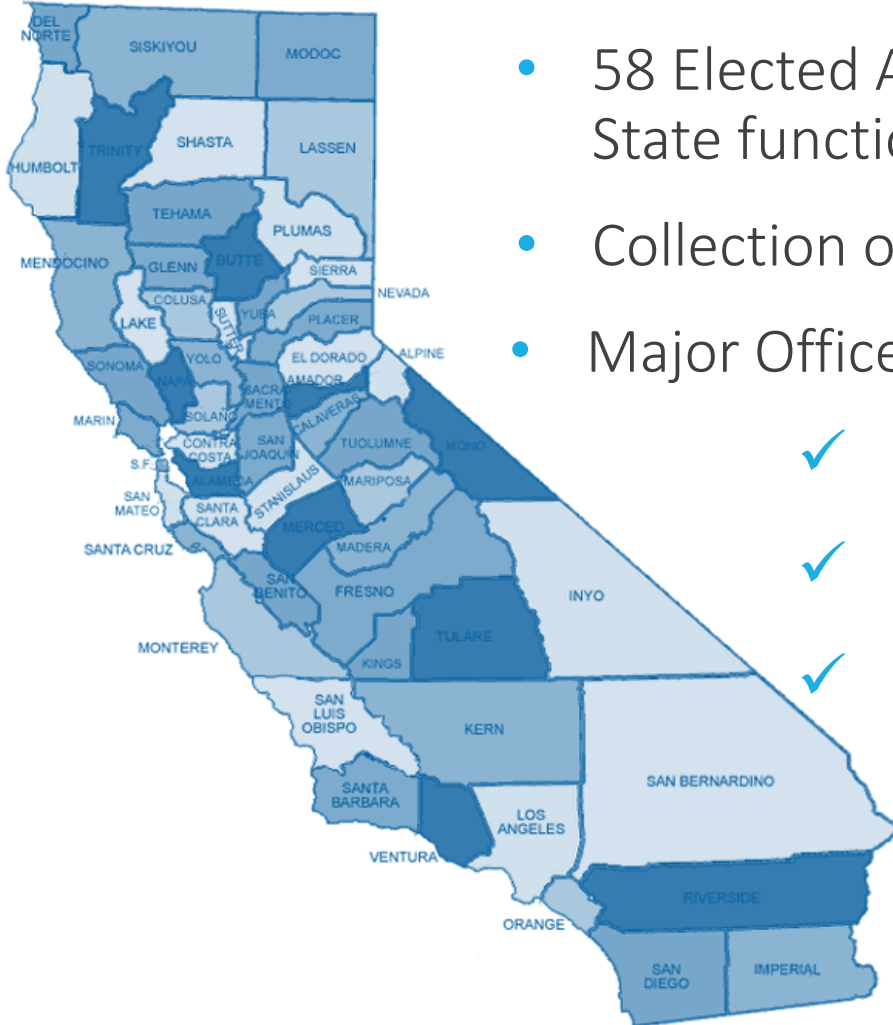 58 Elected A
State functio
Collection o
Major Office
DEL
NORTE
SISKIYOU
MODOC
HUMBOLT
TRINITY
SHASTA
LASSEN
TEHAMA
PLUMAS
MENDOCINO
GLENN
BUTTE
SIERRA
NEVADA
COLUSA
LAKE
SUTTER
YUBA
PLACER
SONOMA
NAPA
YOLO
EL DORADO
ALPINE
SACRA
MENTO
AMADOR
SOLANO
CALAVERAS
MARIN
CONTRA
COSTA
SAN
JOAQUIN
TUOLUMNE
MONO
S.F.
ALAMEDA
STANISLAUS
MARIPOSA
SAN
MATEO
SANTA
CLARA
MERCED
SANTA CRUZ
MADERA
SAN
BENITO
FRESNO
INYO
MONTEREY
KINGS
TULARE
SAN
LUIS
OBISPO
KERN
SAN BERNARDINO
SANTA
BARBARA
LOS
ANGELES
VENTURA
RIVERSIDE
ORANGE
SAN
DIEGO
IMPERIAL